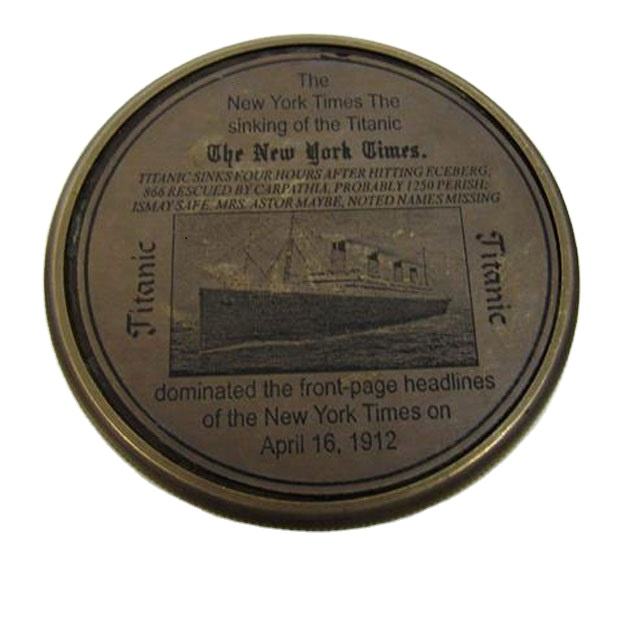 The
New York Times The
sinking of the Titanic
The New York Times.
TITANIC SINKS FOUR HOURS AFTER HITTING ECEBERG;
866 RESCUED BY CARPATHIA, PROBABLY 1250 PERISH;
ISMAY SAFE, MRS. ASTOR MAYBE, NOTED NAMES MISSING
Titanic
Titanic
dominated the front-page headlines
of the New York Times on
April 16, 1912